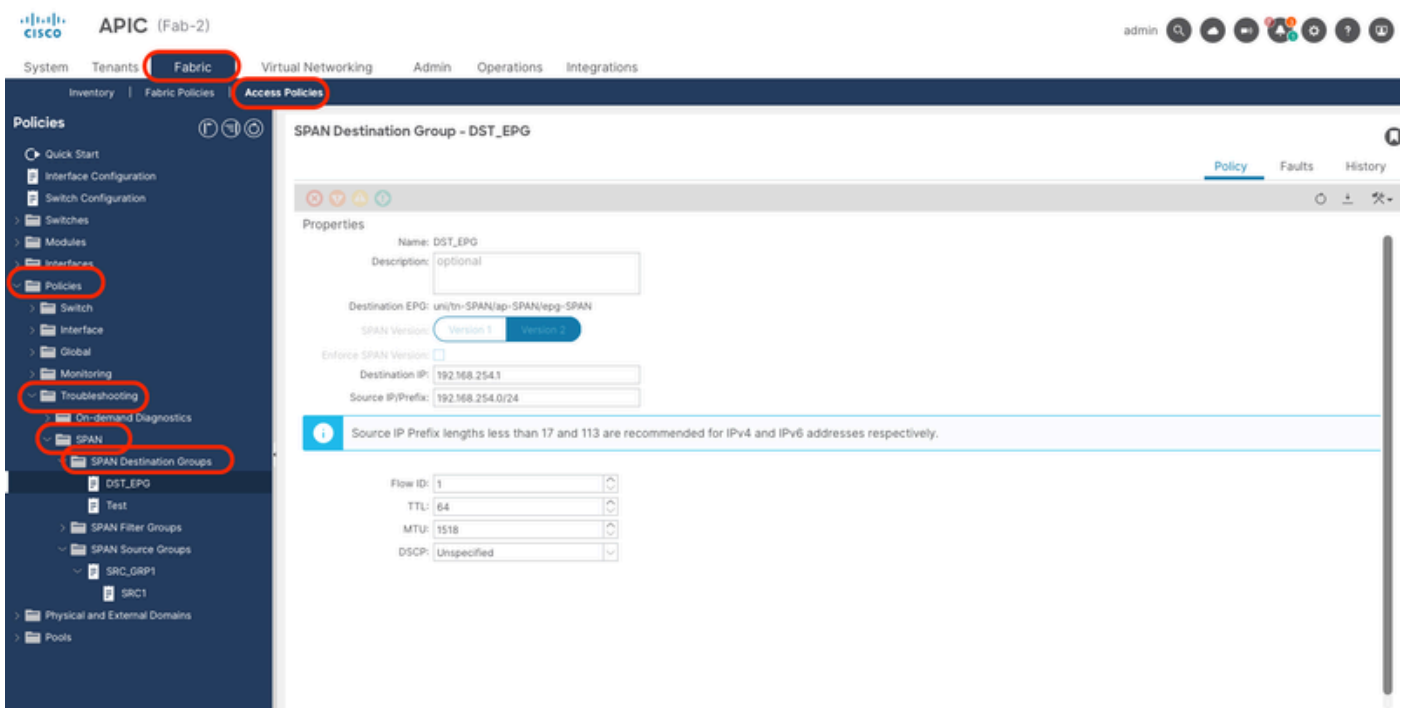 CISCO
APIC (Fab-2)
admin
System Tenants Fabric Virtual Networking Admin Operations Integrations
Inventory | Fabric Policies | Access Policies
Policies
Quick Start
Interface Configuration
Switch Configuration
Switches
Modules
Interfaces
Policies
Switch
Interface
Global
Monitoring
Troubleshooting
On-demand Diagnostics
SPAN
SPAN Destination Groups
DST_EPG
Test
SPAN Filter Groups
SPAN Source Groups
SRC_GRP1
SRC1
Physical and External Domains
Pools
SPAN Destination Group - DST_EPG
Policy Faults History
Properties
Name: DST_EPG
Description: optional
Destination EPG: uni/tn-SPAN/ap-SPAN/epg-SPAN
SPAN Version: Version 1 Version 2
Enforce SPAN Version:
Destination IP: 192.168.254.1
Source IP/Prefix: 192.168.254.0/24
Source IP Prefix lengths less than 17 and 113 are recommended for IPv4 and IPv6 addresses respectively.
Flow ID: 1
TTL: 64
MTU: 1518
DSCP: Unspecified